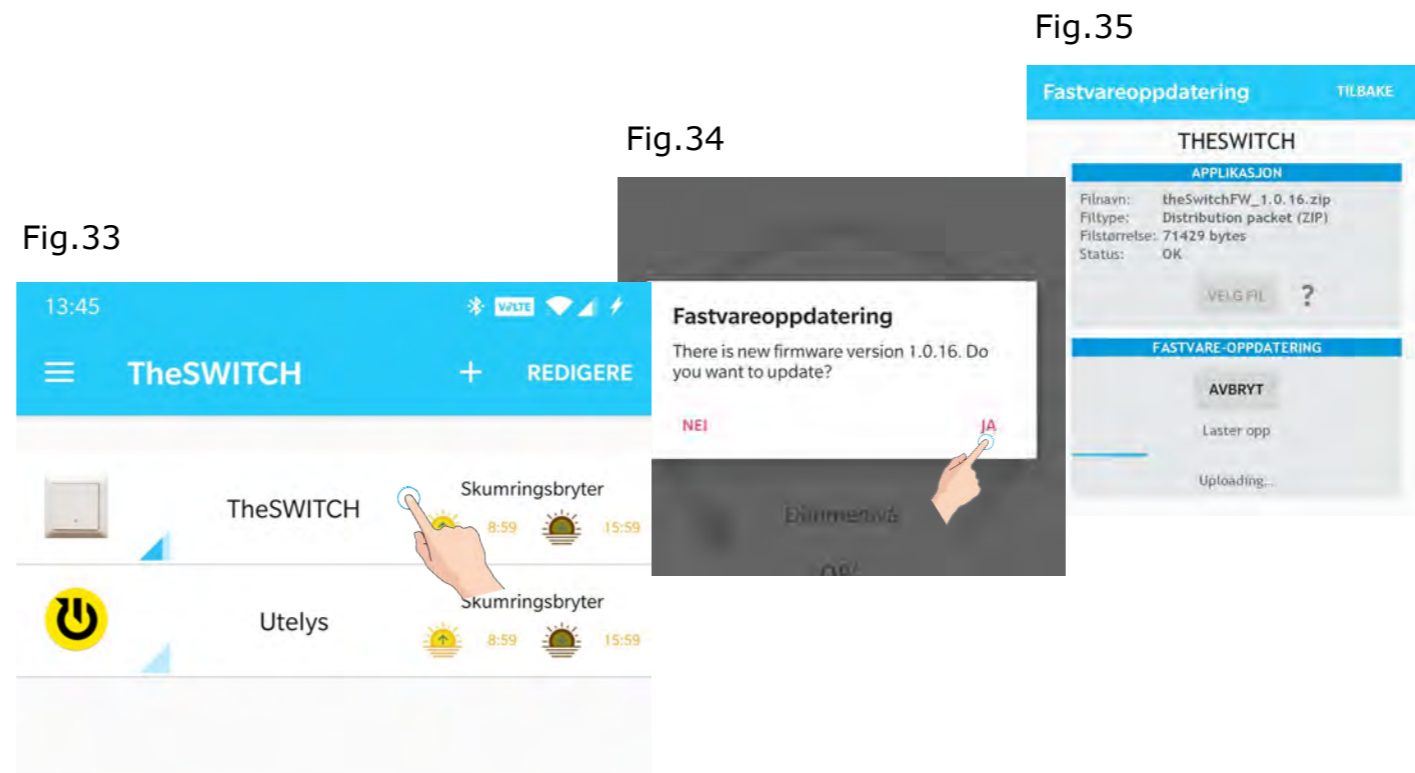 Fig.33
13:45
VoLTE
TheSWITCH + REDIGERE
TheSWITCH
Skumringsbryter
8:59 15:59
Utelys
Skumringsbryter
8:59 15:59
Fig.34
Fastvareoppdatering
There is new firmware version 1.0.16. Do
you want to update?
NEI JA
Dimmenivå
Fig.35
Fastvareoppdatering TILBAKE
THESWITCH
APPLIKASJON
Filnavn: theSwitchFW_1.0.16.zip
Filtype: Distribution packet (ZIP)
Filstørrelse: 71429 bytes
Status: OK
VELG FIL ?
FASTVARE-OPPDATERING
AVBRYT
Laster opp
Uploading...